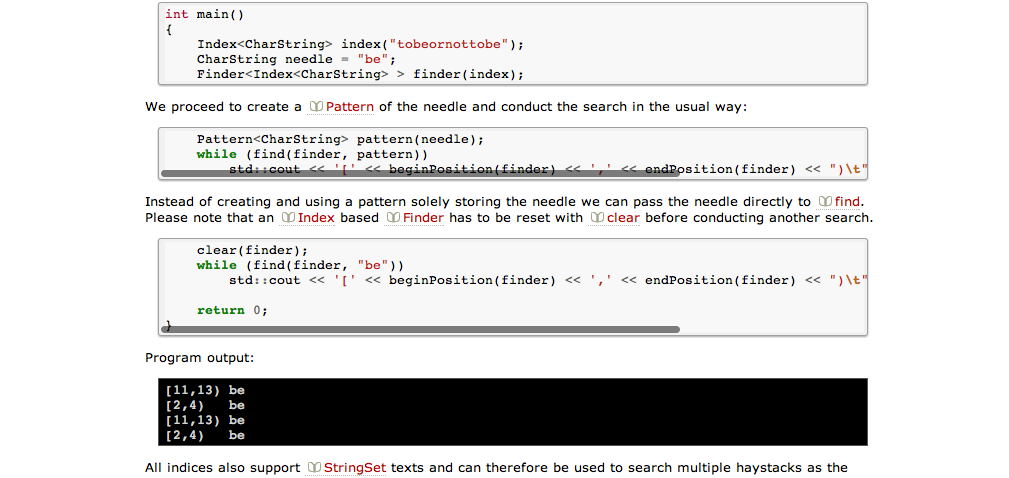 int main()
{
    Index<CharString> index("tobeornottobe");
    CharString needle = "be";
    Finder<Index<CharString> > finder(index);
We proceed to create a Pattern of the needle and conduct the search in the usual way:
    Pattern<CharString> pattern(needle);
    while (find(finder, pattern))
        std::cout << '[' << beginPosition(finder) << ',' << endPosition(finder) << ")\t"
Instead of creating and using a pattern solely storing the needle we can pass the needle directly to find.
Please note that an Index based Finder has to be reset with clear before conducting another search.
    clear(finder);
    while (find(finder, "be"))
        std::cout << '[' << beginPosition(finder) << ',' << endPosition(finder) << ")\t"
    return 0;
}
Program output:
[11,13) be
[2,4)   be
[11,13) be
[2,4)   be
All indices also support StringSet texts and can therefore be used to search multiple haystacks as the